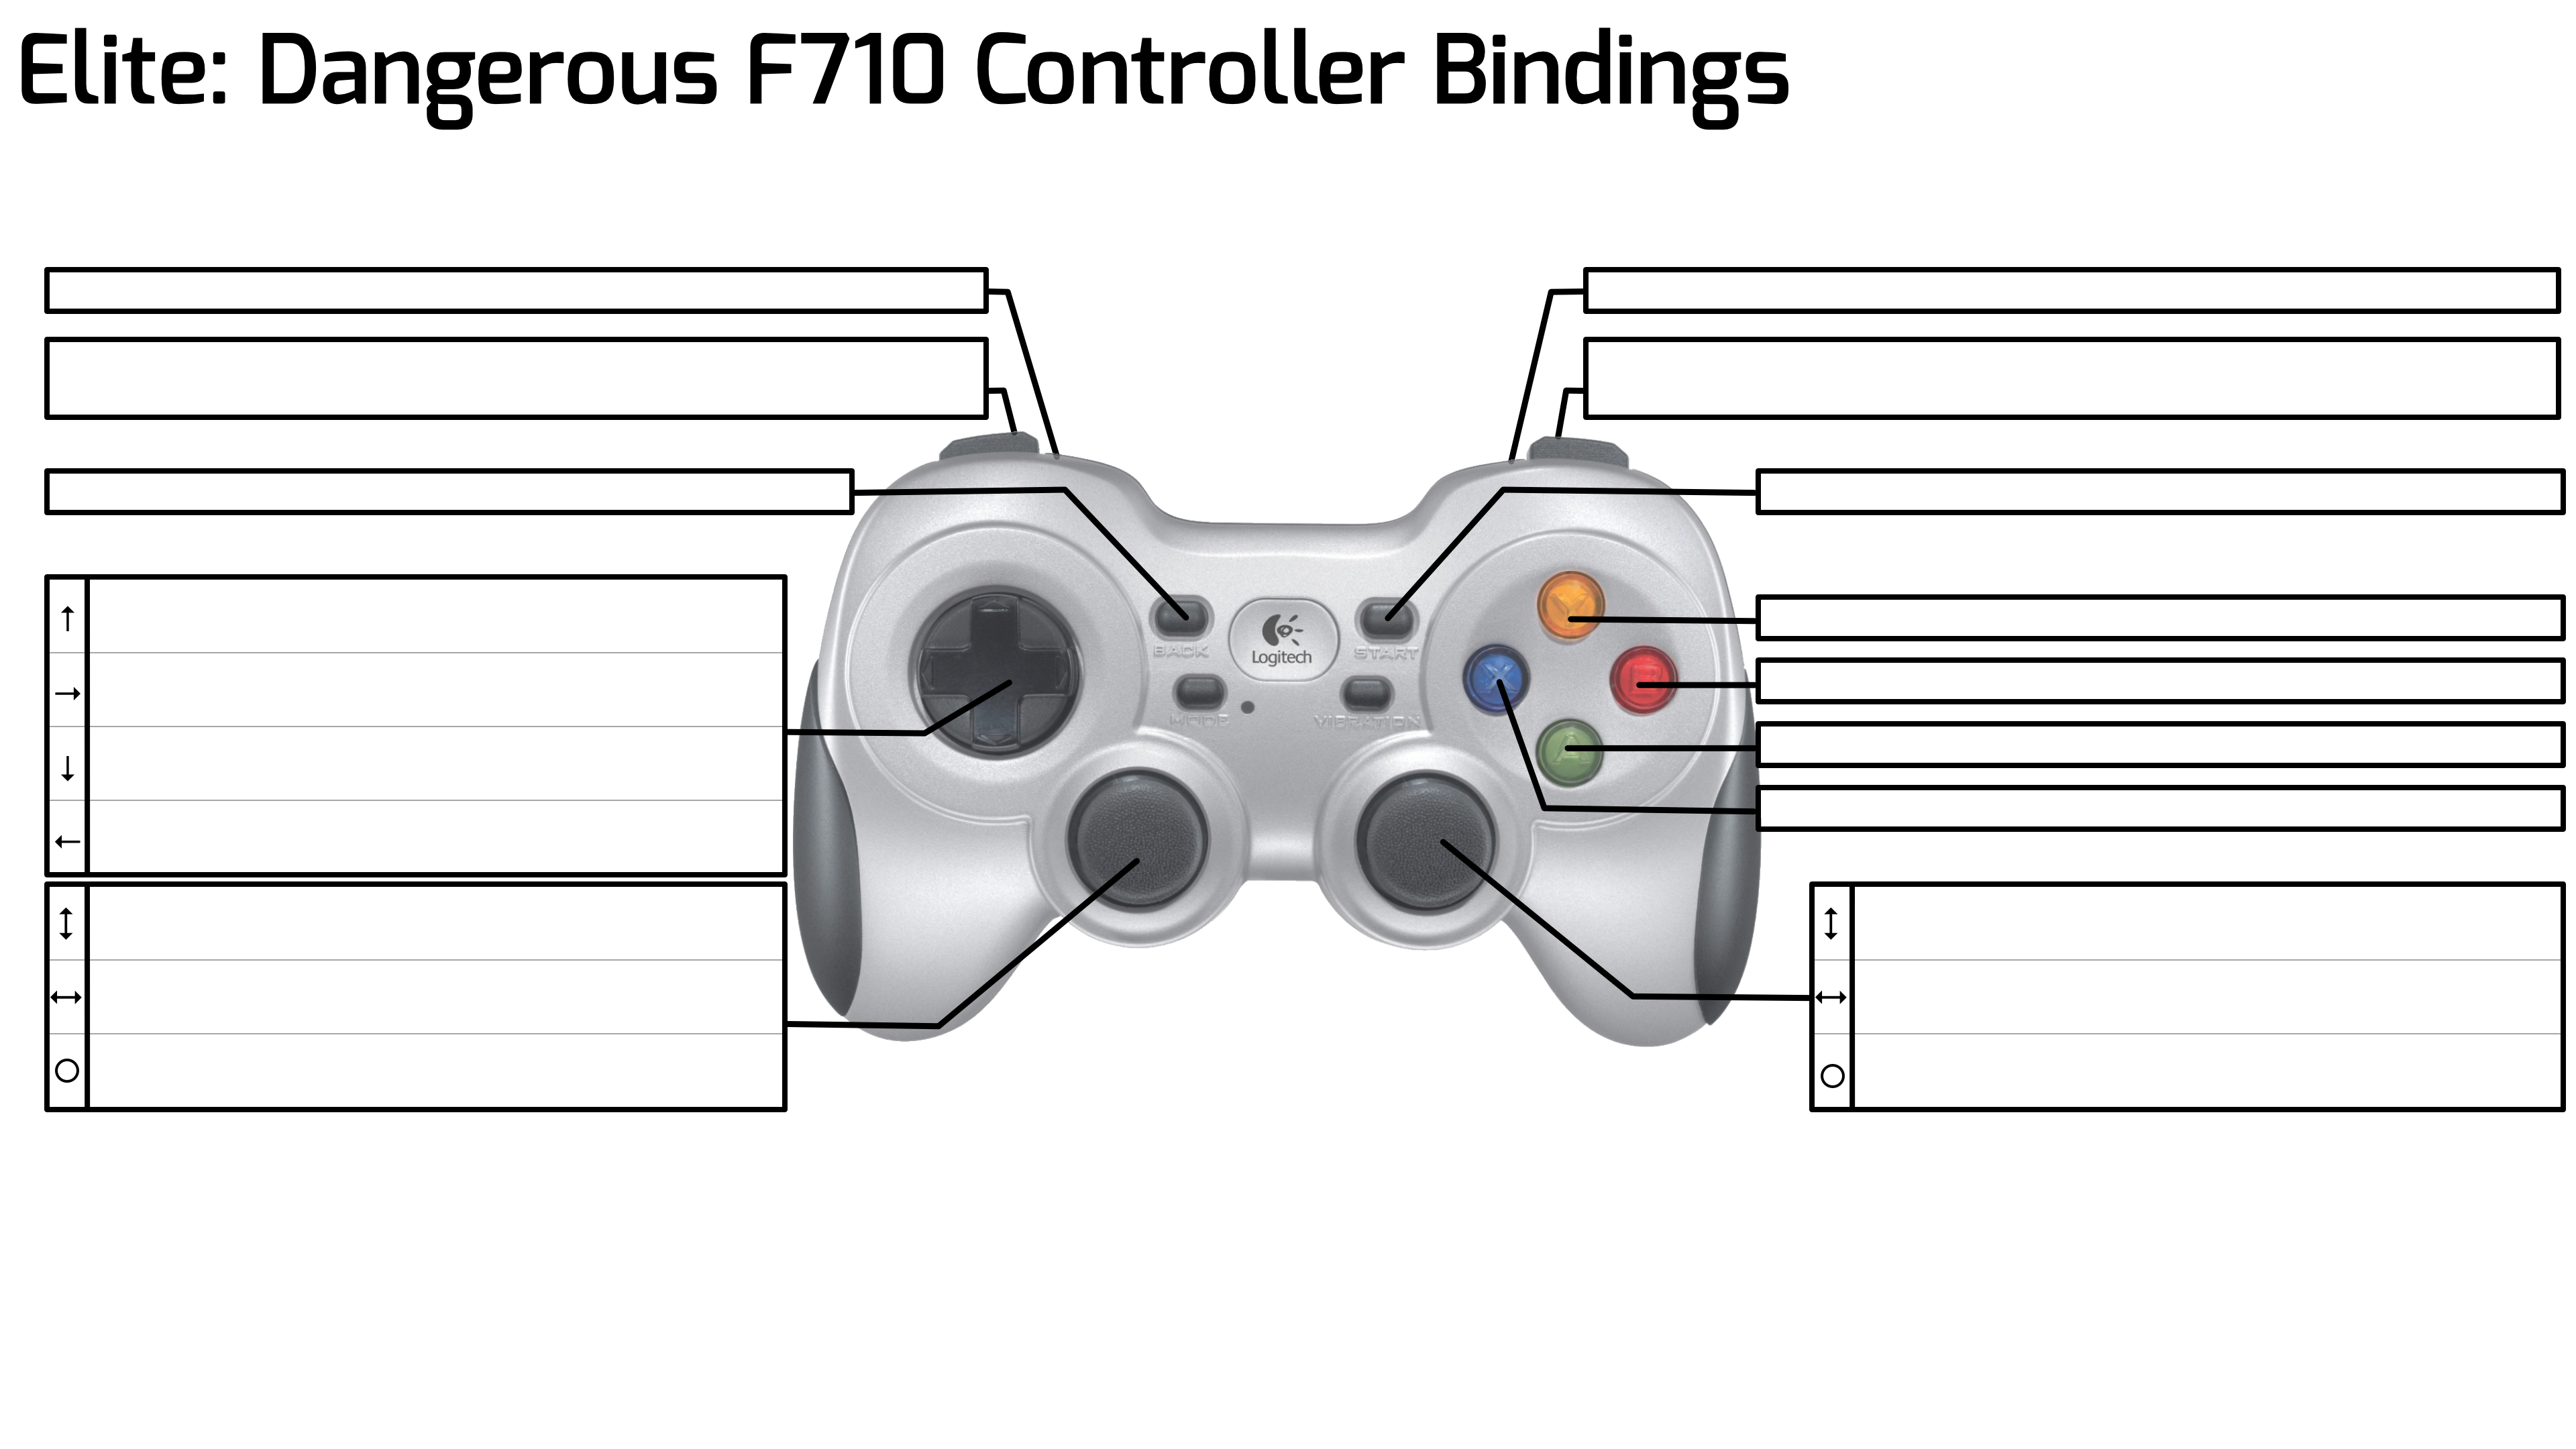 Elite: Dangerous F710 Controller Bindings
BACK
Logitech
START
MODE
VIBRATION
Y
X
B
A